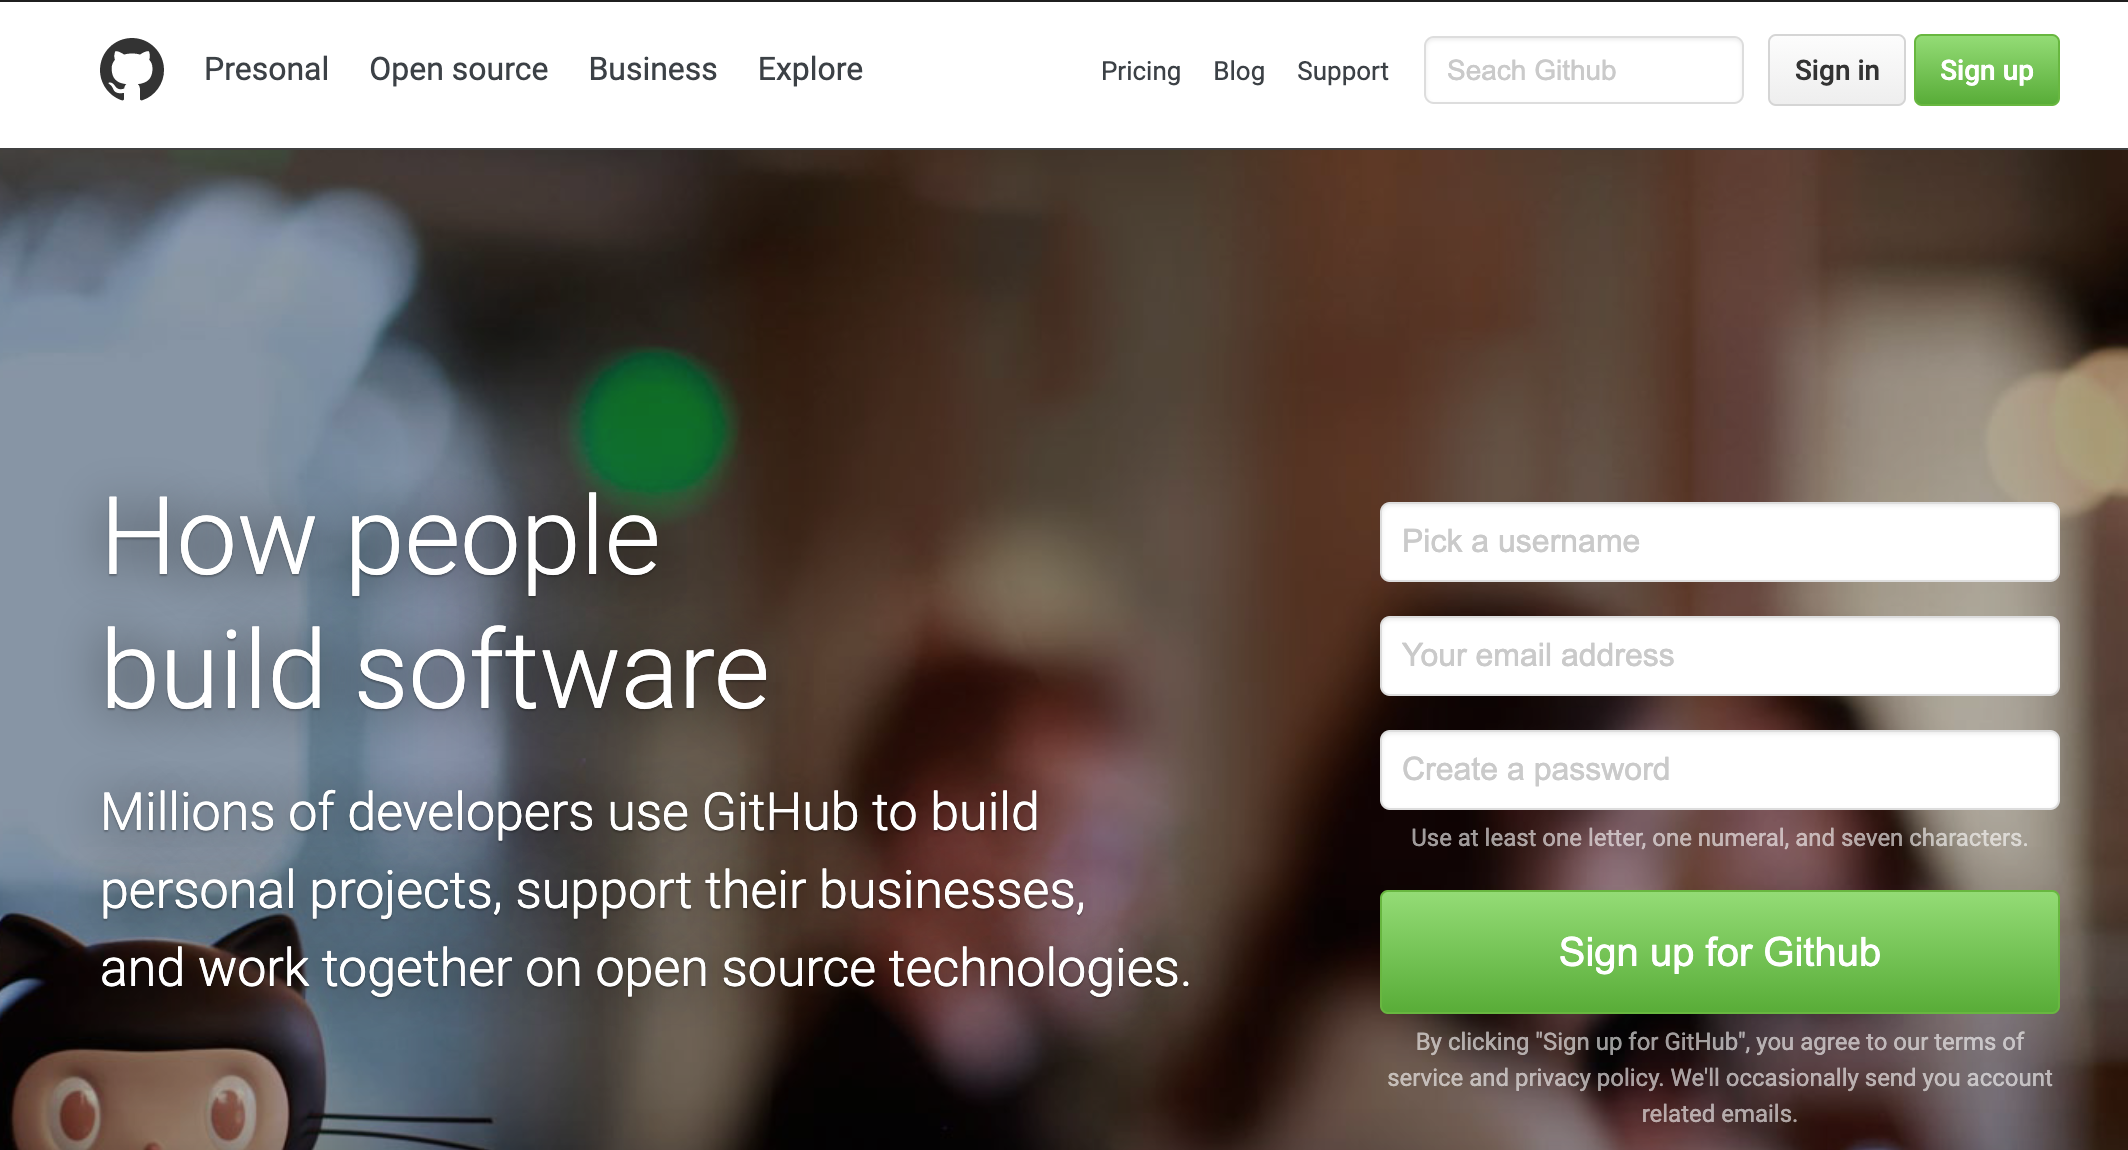 Presonal Open source Business Explore Pricing Blog Support Seach Github Sign in Sign up
How people
build software
Millions of developers use GitHub to build
personal projects, support their businesses,
and work together on open source technologies.
Pick a username
Your email address
Create a password
Use at least one letter, one numeral, and seven characters.
Sign up for Github
By clicking "Sign up for GitHub", you agree to our terms of
service and privacy policy. We'll occasionally send you account
related emails.